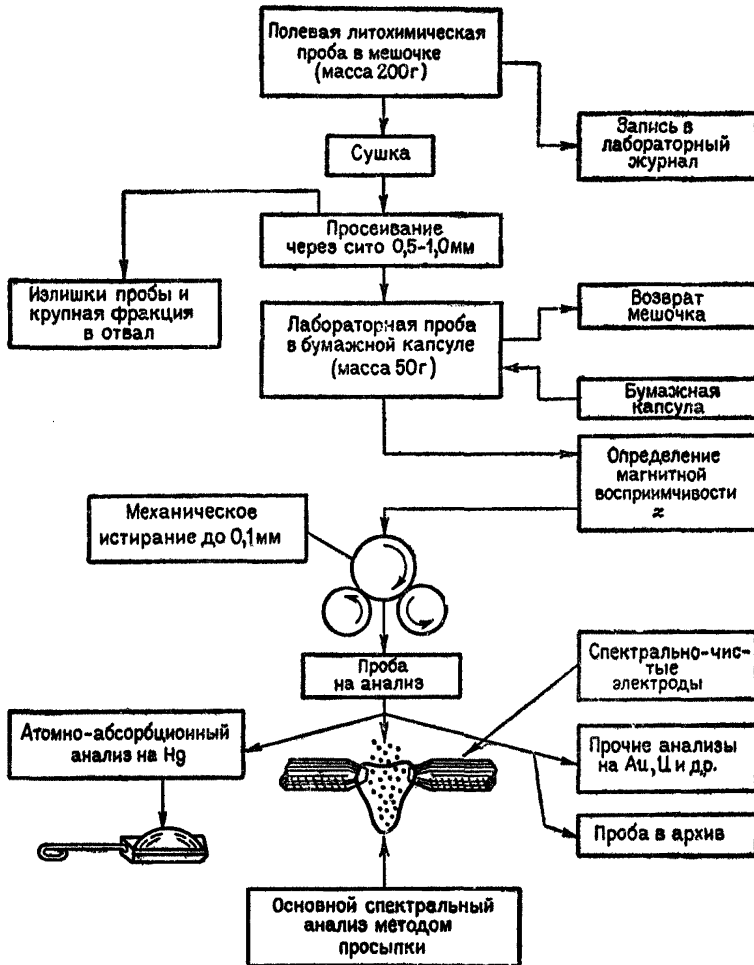 Полевая литохимическая
проба в мешочке
(масса 200г)
Запись в
лабораторный
журнал
Сушка
Просеивание
через сито 0,5-1,0мм
Излишки пробы и
крупная фракция
в отвал
Лабораторная проба
в бумажной капсуле
(масса 50г)
Возврат
мешочка
Бумажная
капсула
Определение
магнитной
восприимчивости
ϰ
Механическое
истирание до 0,1мм
Проба
на анализ
Спектрально-чис-
тые
электроды
Атомно-абсорбционный
анализ на Hg
Прочие анализы
на Au, U и др.
Проба в архив
Основной спектральный
анализ методом
просыпки